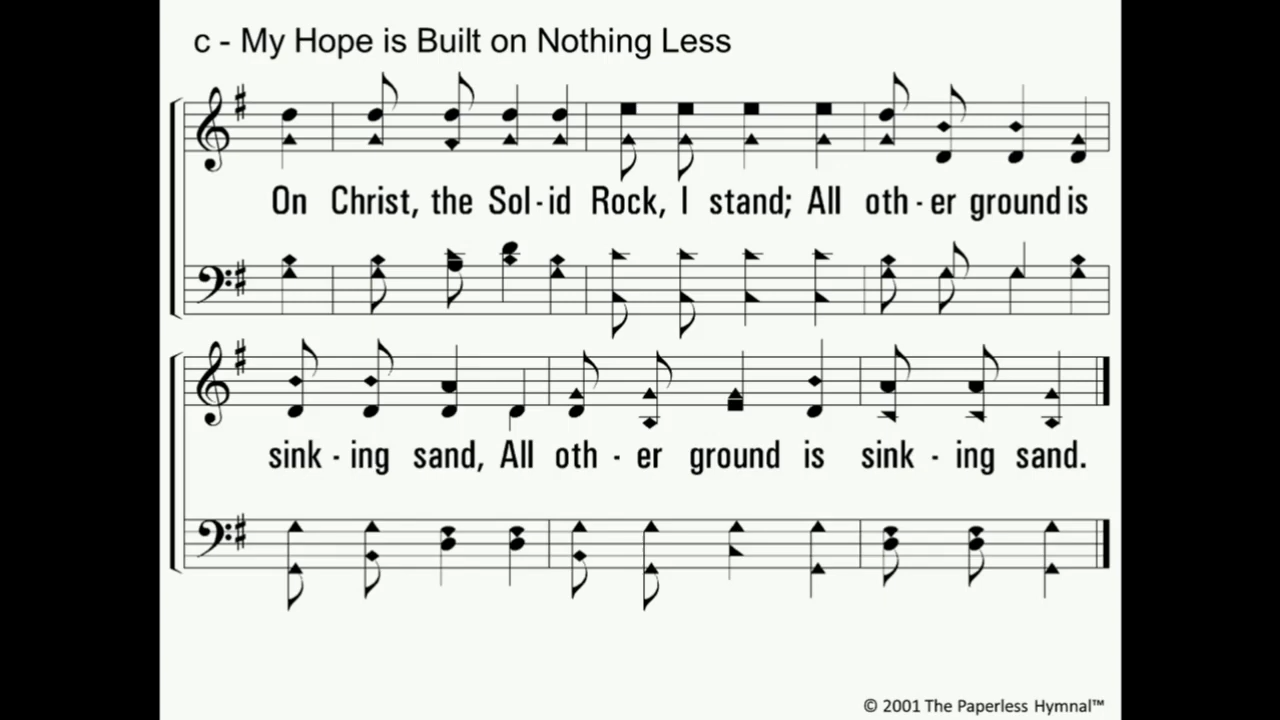 c - My Hope is Built on Nothing Less
On Christ, the Sol - id Rock, I stand; All oth - er ground is
sink - ing sand, All oth - er ground is sink - ing sand.
© 2001 The Paperless Hymnal™